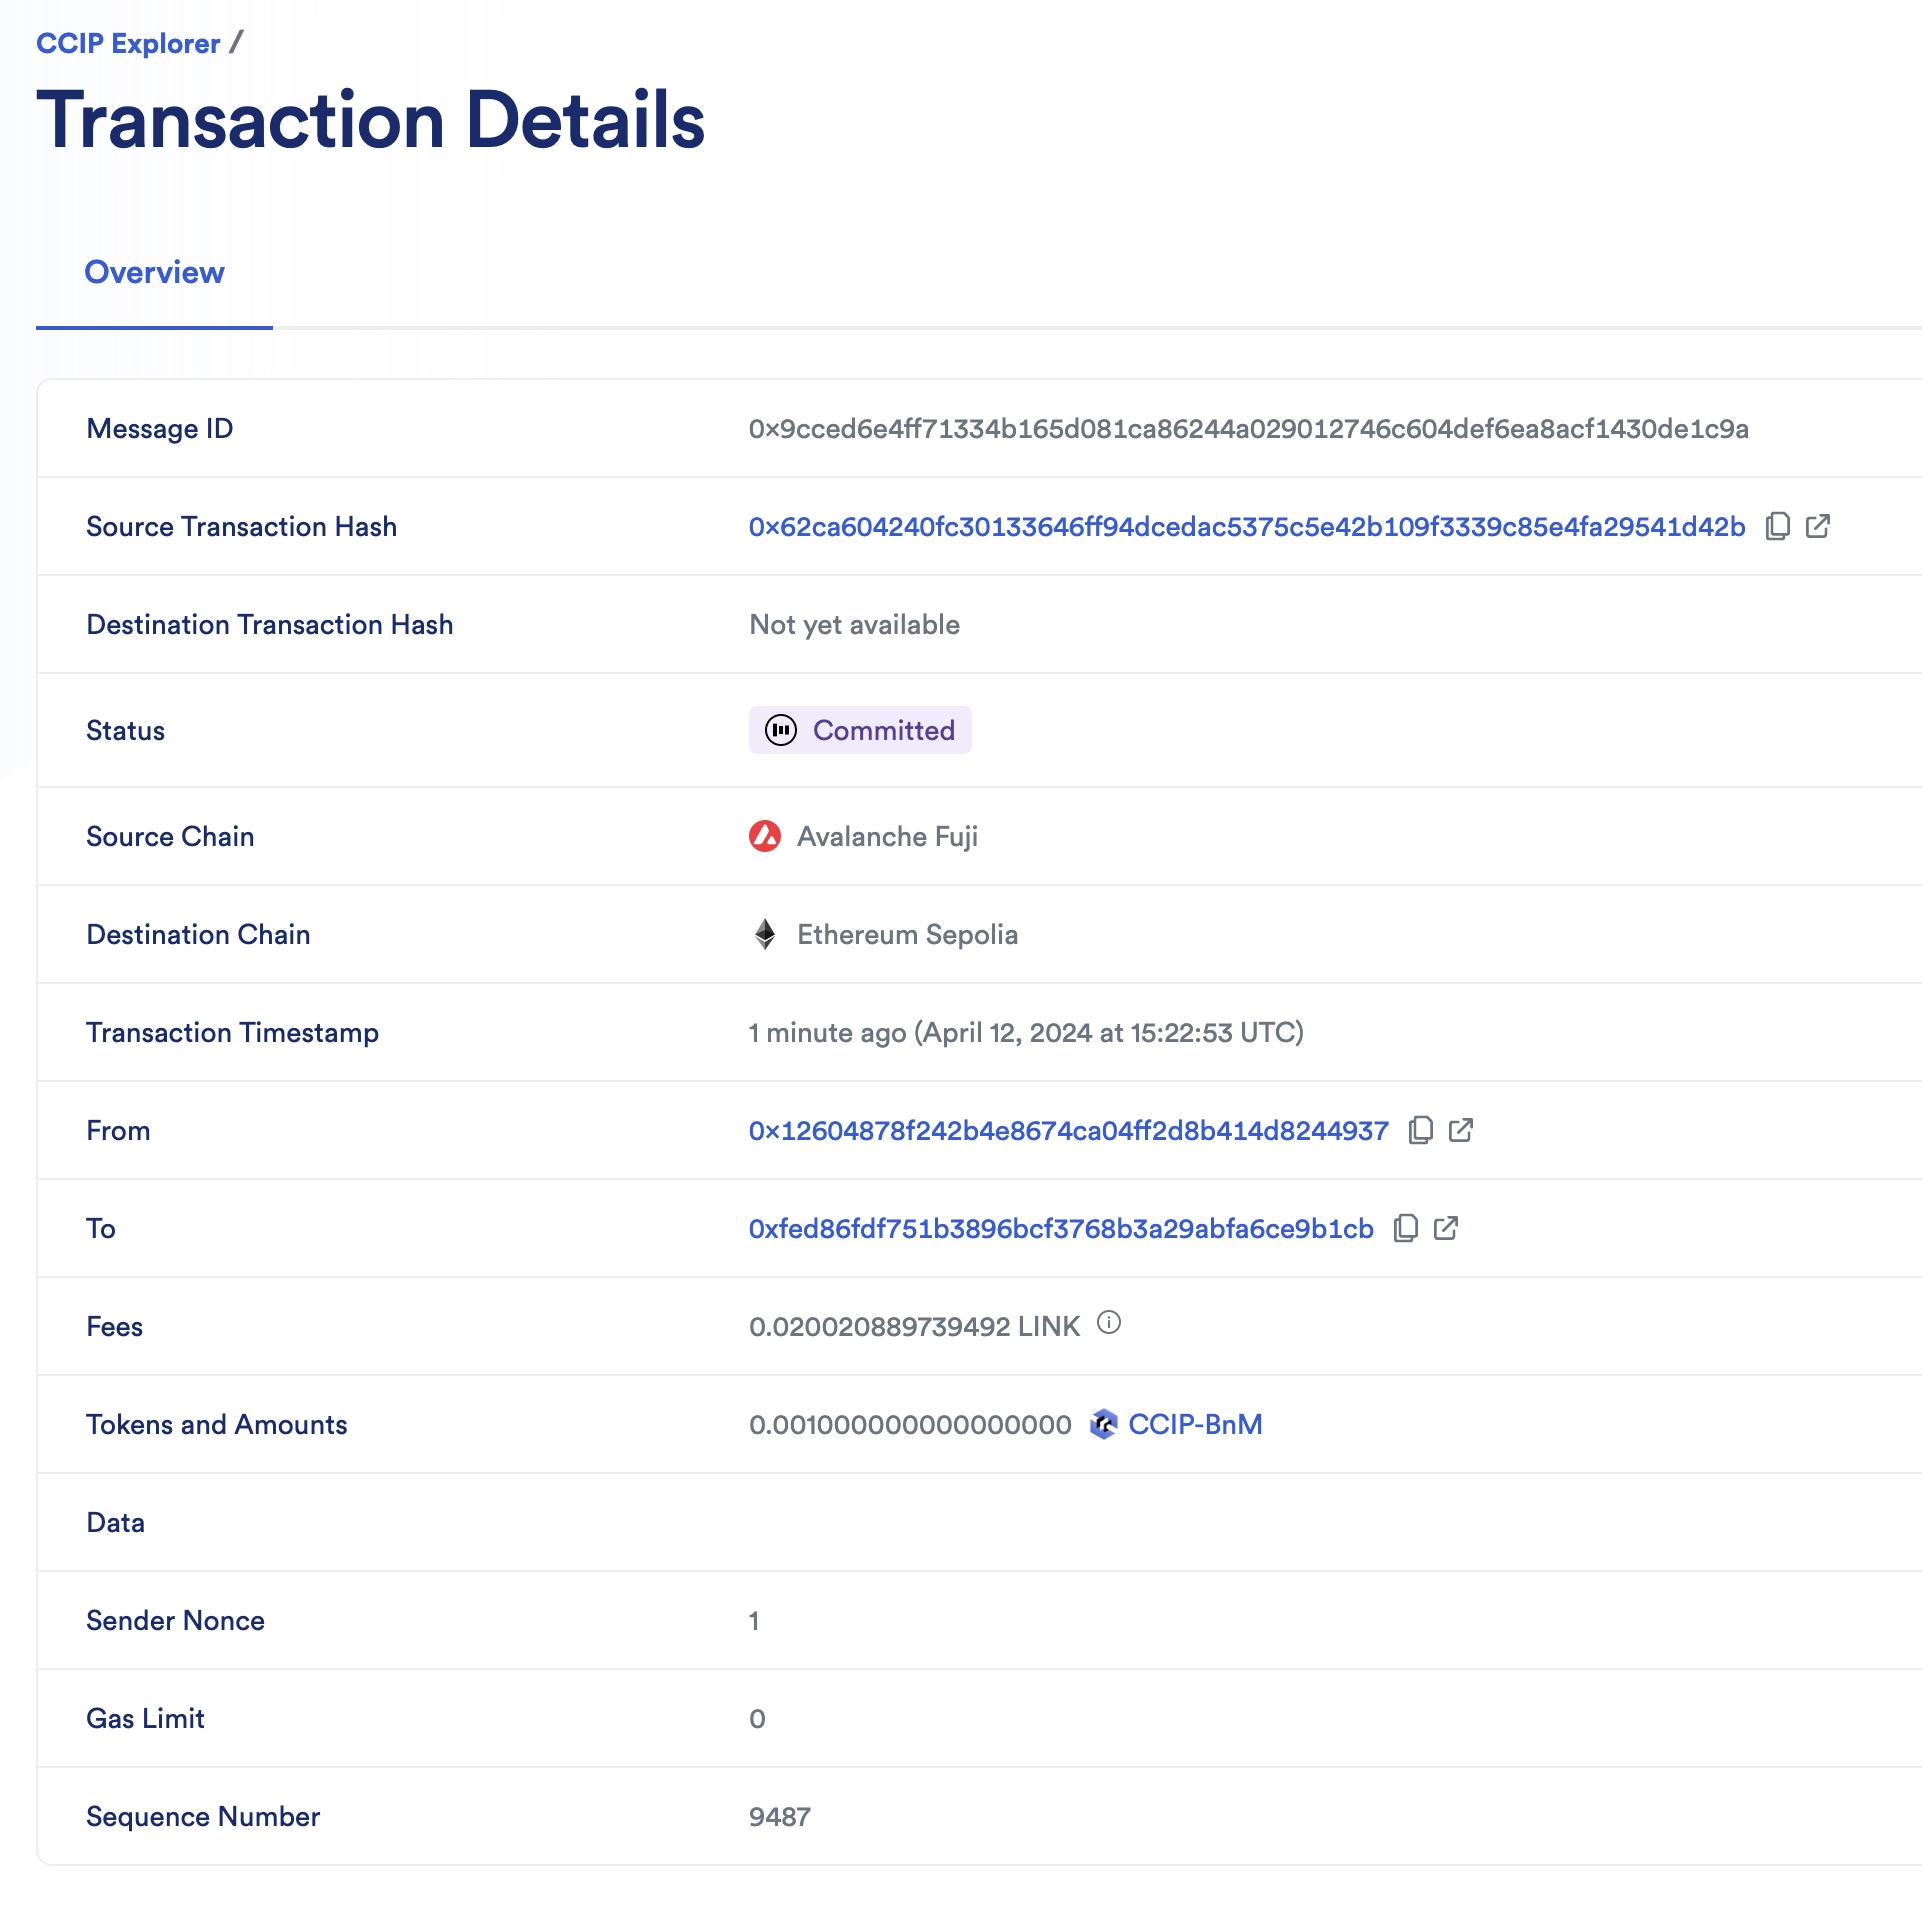 CCIP Explorer /
Transaction Details
Overview
Message ID 0x9cced6e4ff71334b165d081ca86244a029012746c604def6ea8acf1430de1c9a
Source Transaction Hash 0x62ca604240fc30133646ff94dcedac5375c5e42b109f3339c85e4fa29541d42b
Destination Transaction Hash Not yet available
Status Committed
Source Chain Avalanche Fuji
Destination Chain Ethereum Sepolia
Transaction Timestamp 1 minute ago (April 12, 2024 at 15:22:53 UTC)
From 0x12604878f242b4e8674ca04ff2d8b414d8244937
To 0xfed86fdf751b3896bcf3768b3a29abfa6ce9b1cb
Fees 0.020020889739492 LINK
Tokens and Amounts 0.001000000000000000 CCIP-BnM
Data
Sender Nonce 1
Gas Limit 0
Sequence Number 9487